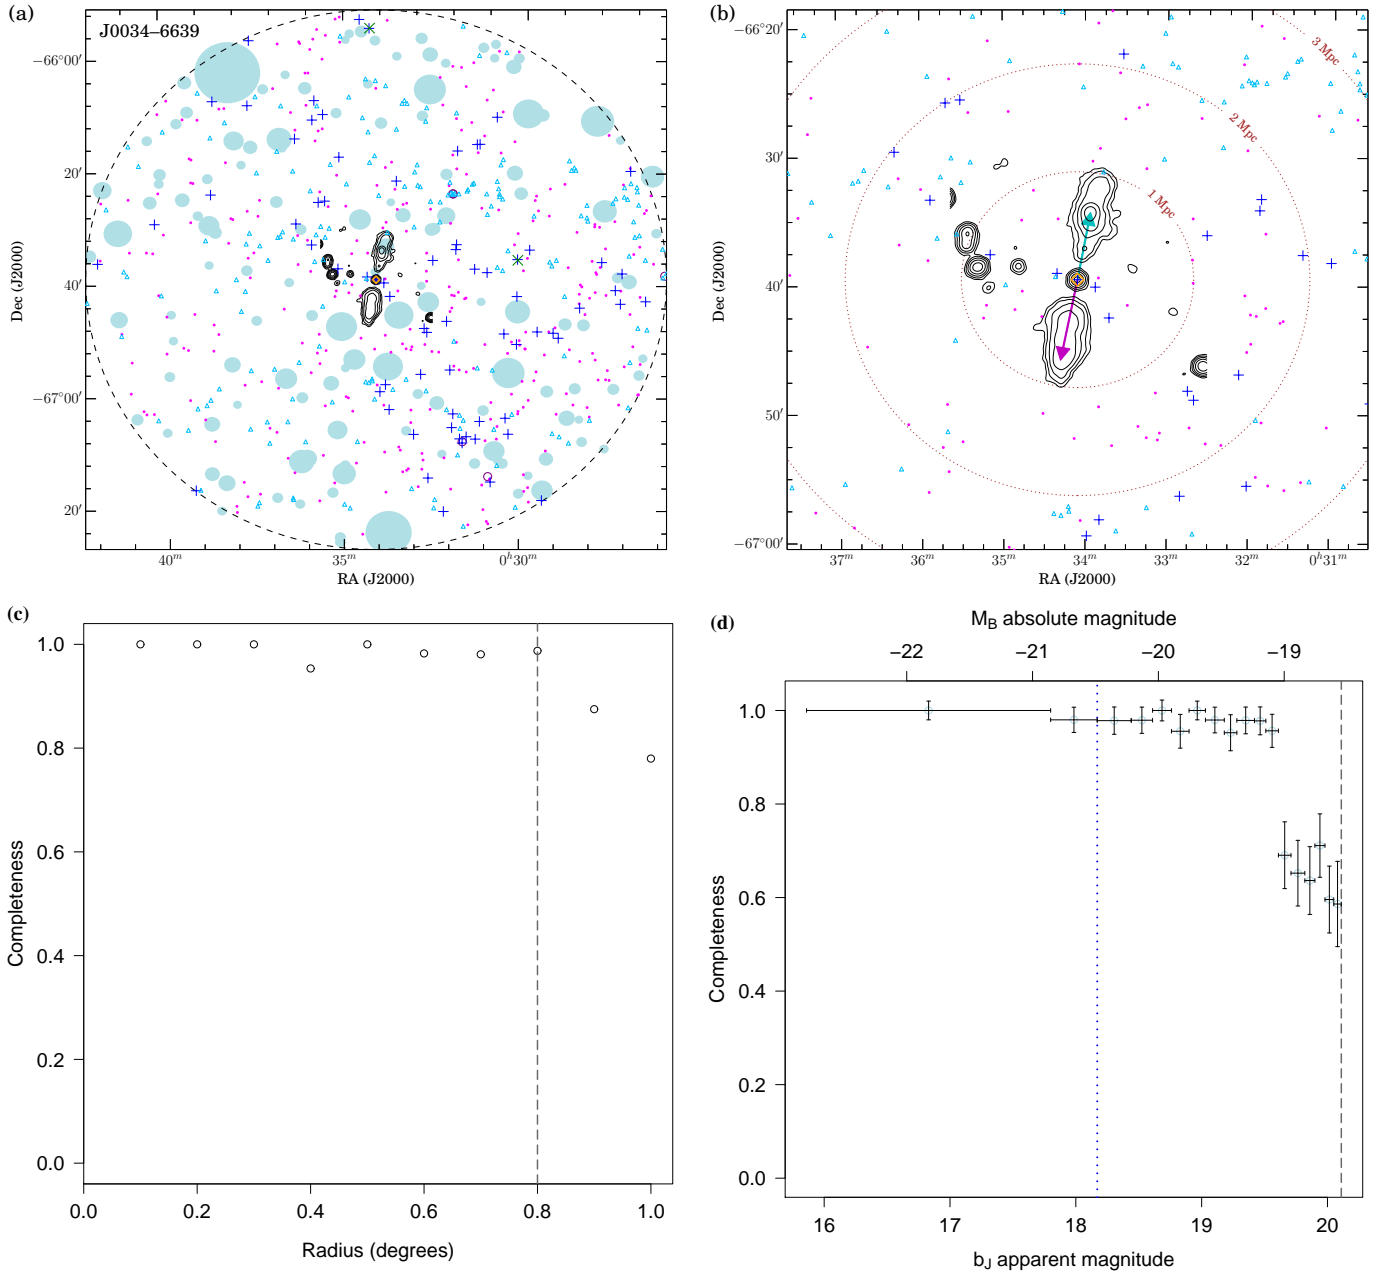 (a)
J0034–6639
Dec (J2000)
−66°00′
20′
40′
−67°00′
20′
40ᵐ
35ᵐ
0ʰ30ᵐ
RA (J2000)
(b)
Dec (J2000)
−66°20′
30′
40′
50′
−67°00′
3 Mpc
2 Mpc
1 Mpc
37ᵐ
36ᵐ
35ᵐ
34ᵐ
33ᵐ
32ᵐ
0ʰ31ᵐ
RA (J2000)
(c)
Completeness
1.0
0.8
0.6
0.4
0.2
0.0
0.0
0.2
0.4
0.6
0.8
1.0
Radius (degrees)
(d)
M_B absolute magnitude
−22
−21
−20
−19
Completeness
1.0
0.8
0.6
0.4
0.2
0.0
16
17
18
19
20
b_J apparent magnitude